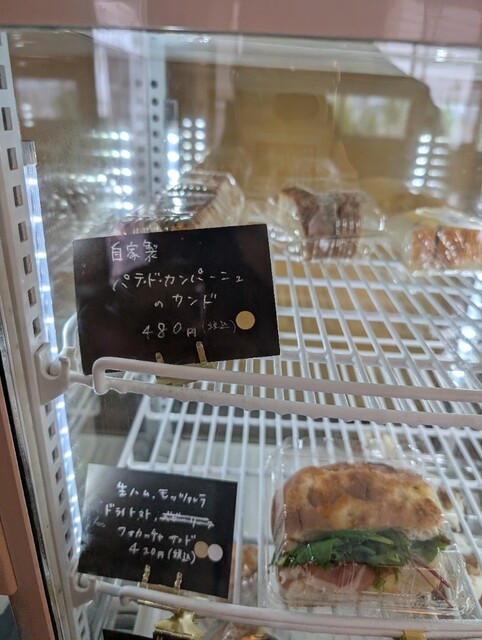 自家製
パテ・ド・カンパーニュ
のサンド
480円(税込)
生ハム、モッツァレラ
ドライトマト、
フォカッチャサンド
420円(税込)